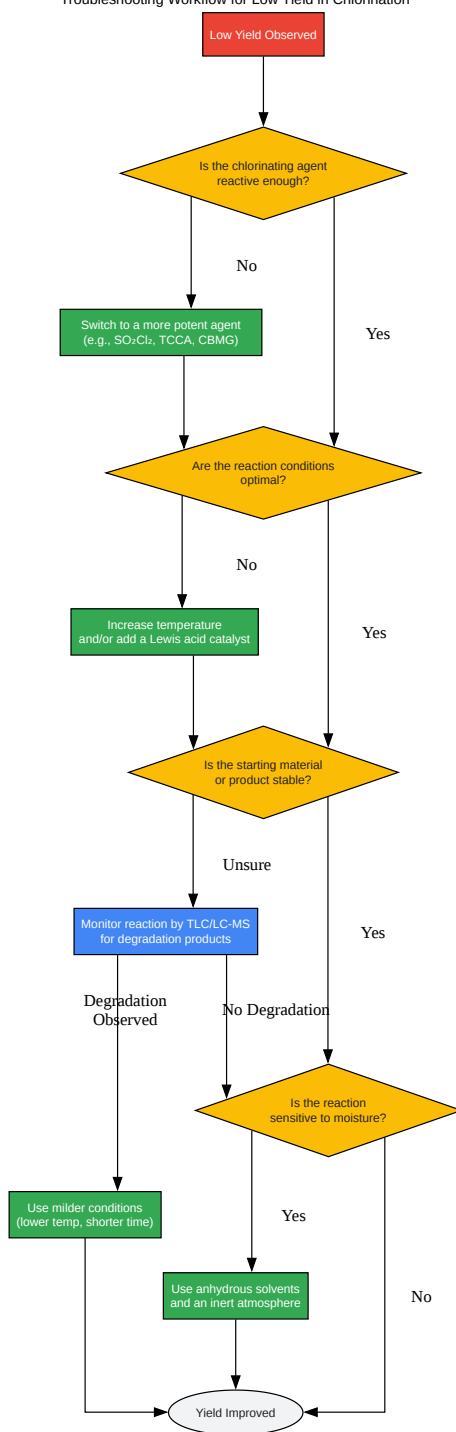 Troubleshooting Workflow for Low Yield in Chlorination
Low Yield Observed
Is the chlorinating agent
reactive enough?
No
Switch to a more potent agent
(e.g., SO₂Cl₂, TCCA, CBMG)
Yes
Are the reaction conditions
optimal?
No
Increase temperature
and/or add a Lewis acid catalyst
Yes
Is the starting material
or product stable?
Unsure
Monitor reaction by TLC/LC-MS
for degradation products
Yes
Degradation
Observed
No Degradation
Is the reaction
sensitive to moisture?
Use milder conditions
(lower temp, shorter time)
Yes
Use anhydrous solvents
and an inert atmosphere
No
Yield Improved